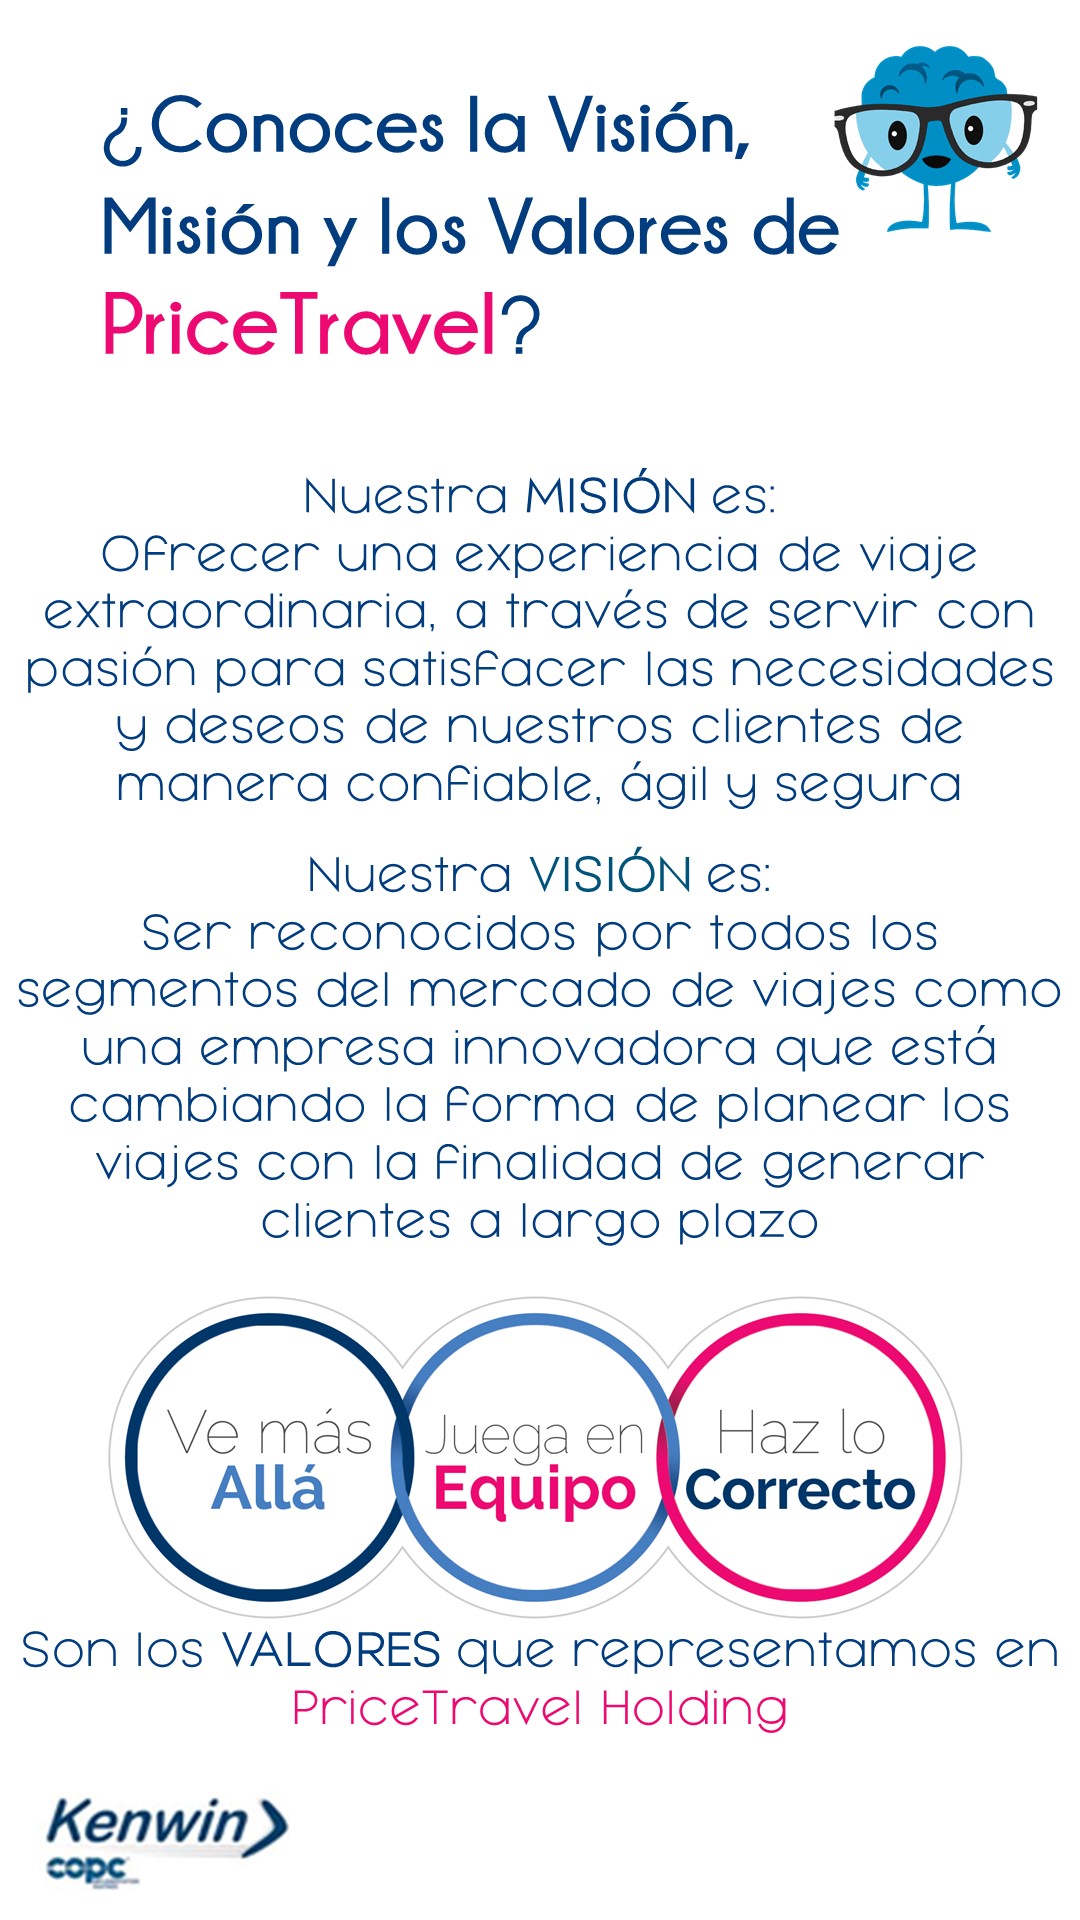 ¿Conoces la Visión,
Misión y los Valores de
PriceTravel?
Nuestra MISIÓN es:
Ofrecer una experiencia de viaje
extraordinaria, a través de servir con
pasión para satisfacer las necesidades
y deseos de nuestros clientes de
manera confiable, ágil y segura
Nuestra VISIÓN es:
Ser reconocidos por todos los
segmentos del mercado de viajes como
una empresa innovadora que está
cambiando la forma de planear los
viajes con la finalidad de generar
clientes a largo plazo
Ve más
Allá
Juega en
Equipo
Haz lo
Correcto
Son los VALORES que representamos en
PriceTravel Holding
Kenwin
copc